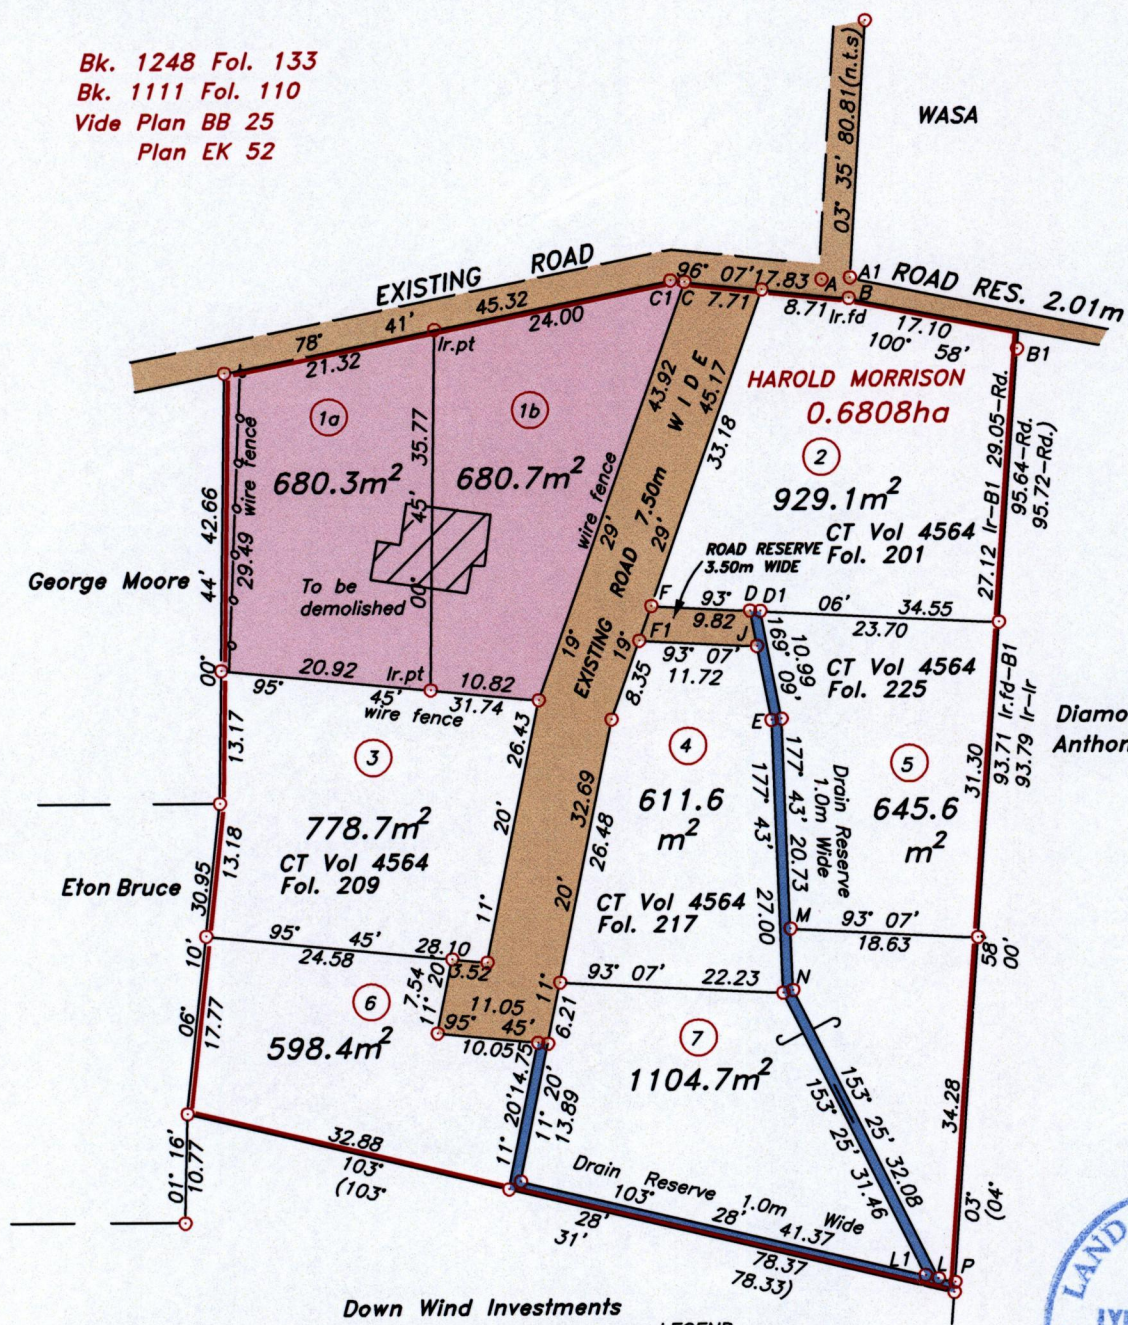 Bk. 1248 Fol. 133
Bk. 1111 Fol. 110
Vide Plan BB 25
Plan EK 52
03° 35' 80.81(n.t.s)
WASA
EXISTING ROAD
78° 41' 45.32
21.32
24.00
Ir.pt
C1
C
96° 07' 17.83
7.71
A
A1
B
ROAD RES. 2.01m
8.71
Ir.fd
17.10
100° 58'
B1
HAROLD MORRISON
0.6808ha
1a
680.3m²
1b
680.7m²
2
929.1m²
CT Vol 4564
Fol. 201
00° 44' 42.66
29.49 wire fence
00° 45' 35.77
To be
demolished
wire fence
19° 29' 43.92
EXISTING ROAD 7.50m WIDE
19° 29' 45.17
33.18
ROAD RESERVE
3.50m WIDE
27.12 Ir-B1 29.05-Rd.
95.64-Rd.
95.72-Rd.)
George Moore
F
93°
D
D1
06' 34.55
23.70
9.82
F1
J
93° 07'
11.72
8.35
169° 09' 10.99
CT Vol 4564
Fol. 225
20.92
Ir.pt
10.82
95° 45' 31.74
wire fence
13.17
3
778.7m²
CT Vol 4564
Fol. 209
11° 20' 26.43
11° 20' 32.69
26.48
E
4
611.6
m²
CT Vol 4564
Fol. 217
177° 43' 27.00
177° 43' 20.73
Drain Reserve
1.0m Wide
5
645.6
m²
31.30
93.71 Ir.fd-B1
93.79 Ir-Ir
Diamo
Anthon
Eton Bruce
13.18
06° 10' 30.95
95° 45' 28.10
24.58
3.52
M
93° 07'
18.63
58'
00'
17.77
6
598.4m²
11° 20' 7.54
11.05
95° 45'
10.05
93° 07' 22.23
N
6.21
7
1104.7m²
01° 16'
10.77
11° 20' 14.75
11° 20'
13.89
153° 25' 32.08
153° 25' 31.46
34.28
03°
(04°
32.88
103°
(103°
Drain Reserve 1.0m Wide
103° 28' 41.37
28'
31'
78.37
78.33)
L1
L
P
Down Wind Investments
LEGEND
LAND